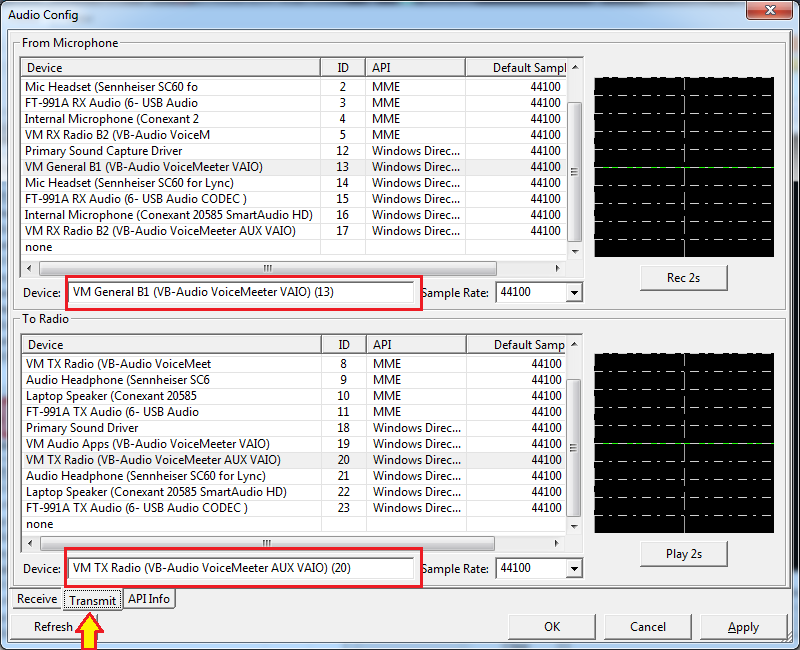 Audio Config
From Microphone
Device ID API Default Sampl
Mic Headset (Sennheiser SC60 fo 2 MME 44100
FT-991A RX Audio (6- USB Audio 3 MME 44100
Internal Microphone (Conexant 2 4 MME 44100
VM RX Radio B2 (VB-Audio VoiceM 5 MME 44100
Primary Sound Capture Driver 12 Windows Direc... 44100
VM General B1 (VB-Audio VoiceMeeter VAIO) 13 Windows Direc... 44100
Mic Headset (Sennheiser SC60 for Lync) 14 Windows Direc... 44100
FT-991A RX Audio (6- USB Audio CODEC ) 15 Windows Direc... 44100
Internal Microphone (Conexant 20585 SmartAudio HD) 16 Windows Direc... 44100
VM RX Radio B2 (VB-Audio VoiceMeeter AUX VAIO) 17 Windows Direc... 44100
none
Rec 2s
Device: VM General B1 (VB-Audio VoiceMeeter VAIO) (13) Sample Rate: 44100
To Radio
Device ID API Default Samp
VM TX Radio (VB-Audio VoiceMeet 8 MME 44100
Audio Headphone (Sennheiser SC6 9 MME 44100
Laptop Speaker (Conexant 20585 10 MME 44100
FT-991A TX Audio (6- USB Audio 11 MME 44100
Primary Sound Driver 18 Windows Direc... 44100
VM Audio Apps (VB-Audio VoiceMeeter VAIO) 19 Windows Direc... 44100
VM TX Radio (VB-Audio VoiceMeeter AUX VAIO) 20 Windows Direc... 44100
Audio Headphone (Sennheiser SC60 for Lync) 21 Windows Direc... 44100
Laptop Speaker (Conexant 20585 SmartAudio HD) 22 Windows Direc... 44100
FT-991A TX Audio (6- USB Audio CODEC ) 23 Windows Direc... 44100
none
Play 2s
Device: VM TX Radio (VB-Audio VoiceMeeter AUX VAIO) (20) Sample Rate: 44100
Receive Transmit API Info
Refresh OK Cancel Apply